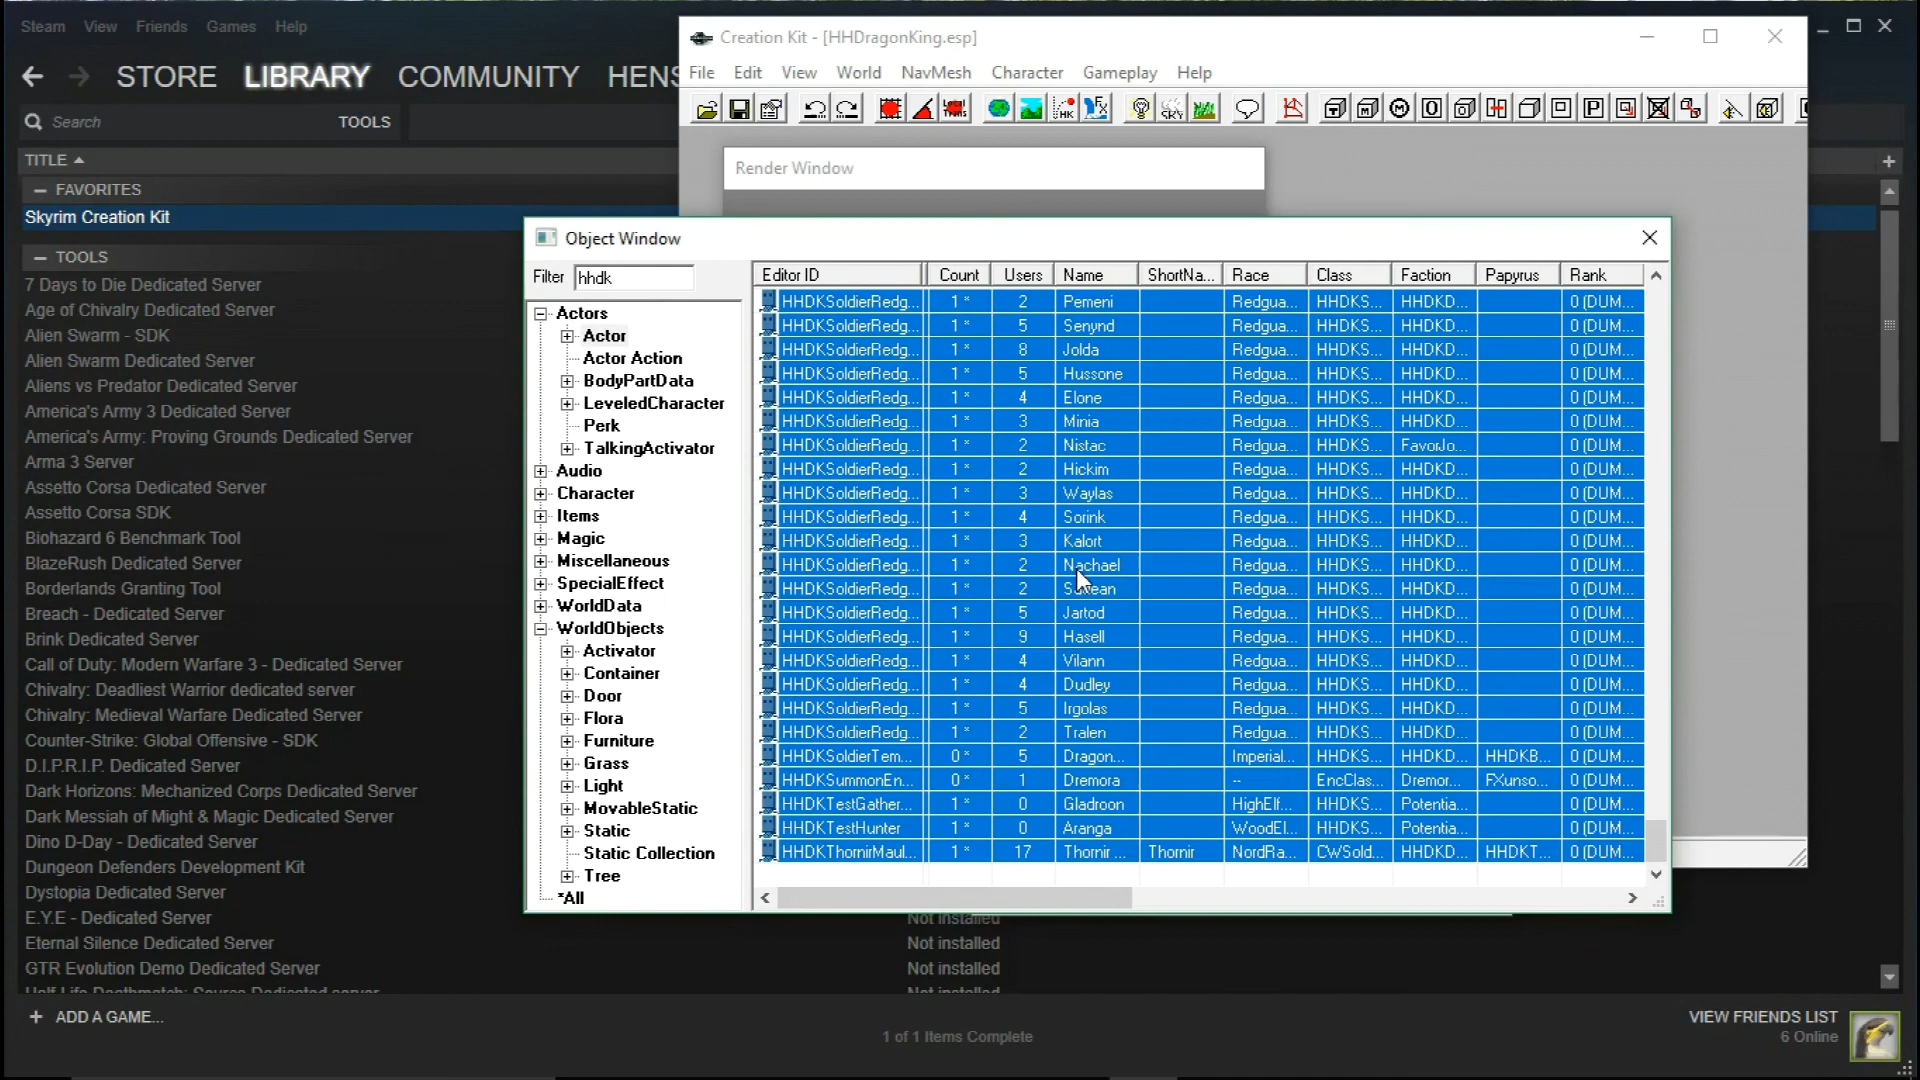 Steam View Friends Games Help
STORE LIBRARY COMMUNITY HENS
Search TOOLS
TITLE
FAVORITES
Skyrim Creation Kit
TOOLS
7 Days to Die Dedicated Server
Age of Chivalry Dedicated Server
Alien Swarm - SDK
Alien Swarm Dedicated Server
Aliens vs Predator Dedicated Server
America's Army 3 Dedicated Server
America's Army: Proving Grounds Dedicated Server
Arma 3 Server
Assetto Corsa Dedicated Server
Assetto Corsa SDK
Biohazard 6 Benchmark Tool
BlazeRush Dedicated Server
Borderlands Granting Tool
Breach - Dedicated Server
Brink Dedicated Server
Call of Duty: Modern Warfare 3 - Dedicated Server
Chivalry: Deadliest Warrior dedicated server
Chivalry: Medieval Warfare Dedicated Server
Counter-Strike: Global Offensive - SDK
D.I.P.R.I.P. Dedicated Server
Dark Horizons: Mechanized Corps Dedicated Server
Dark Messiah of Might & Magic Dedicated Server
Dino D-Day - Dedicated Server
Dungeon Defenders Development Kit
Dystopia Dedicated Server
E.Y.E - Dedicated Server Not installed
Eternal Silence Dedicated Server Not installed
GTR Evolution Demo Dedicated Server Not installed
Half-Life Deathmatch: Source Dedicated server Not installed
+ ADD A GAME...
1 of 1 Items Complete
VIEW FRIENDS LIST
6 Online
Creation Kit - [HHDragonKing.esp]
File Edit View World NavMesh Character Gameplay Help
Render Window
Object Window
Filter hhdk
Actors
Actor
Actor Action
BodyPartData
LeveledCharacter
Perk
TalkingActivator
Audio
Character
Items
Magic
Miscellaneous
SpecialEffect
WorldData
WorldObjects
Activator
Container
Door
Flora
Furniture
Grass
Light
MovableStatic
Static
Static Collection
Tree
*All
Editor ID Count Users Name ShortNa... Race Class Faction Papyrus Rank
HHDKSoldierRedg... 1 * 2 Pemeni Redgua... HHDKS... HHDKD... 0 (DUM...
HHDKSoldierRedg... 1 * 5 Senynd Redgua... HHDKS... HHDKD... 0 (DUM...
HHDKSoldierRedg... 1 * 8 Jolda Redgua... HHDKS... HHDKD... 0 (DUM...
HHDKSoldierRedg... 1 * 5 Hussone Redgua... HHDKS... HHDKD... 0 (DUM...
HHDKSoldierRedg... 1 * 4 Elone Redgua... HHDKS... HHDKD... 0 (DUM...
HHDKSoldierRedg... 1 * 3 Minia Redgua... HHDKS... HHDKD... 0 (DUM...
HHDKSoldierRedg... 1 * 2 Nistac Redgua... HHDKS... FavorJo... 0 (DUM...
HHDKSoldierRedg... 1 * 2 Hickim Redgua... HHDKS... HHDKD... 0 (DUM...
HHDKSoldierRedg... 1 * 3 Waylas Redgua... HHDKS... HHDKD... 0 (DUM...
HHDKSoldierRedg... 1 * 4 Sorink Redgua... HHDKS... HHDKD... 0 (DUM...
HHDKSoldierRedg... 1 * 3 Kalort Redgua... HHDKS... HHDKD... 0 (DUM...
HHDKSoldierRedg... 1 * 2 Nachael Redgua... HHDKS... HHDKD... 0 (DUM...
HHDKSoldierRedg... 1 * 2 Redgua... HHDKS... HHDKD... 0 (DUM...
HHDKSoldierRedg... 1 * 5 Jartod Redgua... HHDKS... HHDKD... 0 (DUM...
HHDKSoldierRedg... 1 * 9 Hasell Redgua... HHDKS... HHDKD... 0 (DUM...
HHDKSoldierRedg... 1 * 4 Vilann Redgua... HHDKS... HHDKD... 0 (DUM...
HHDKSoldierRedg... 1 * 4 Dudley Redgua... HHDKS... HHDKD... 0 (DUM...
HHDKSoldierRedg... 1 * 5 Irgolas Redgua... HHDKS... HHDKD... 0 (DUM...
HHDKSoldierRedg... 1 * 2 Tralen Redgua... HHDKS... HHDKD... 0 (DUM...
HHDKSoldierTem... 0 * 5 Dragon... Imperial... HHDKS... HHDKD... HHDKB... 0 (DUM...
HHDKSummonEn... 0 * 1 Dremora -- EncClas... Dremor... FXunso... 0 (DUM...
HHDKTestGather... 1 * 0 Gladroon HighElf... HHDKS... Potentia... 0 (DUM...
HHDKTestHunter 1 * 0 Aranga WoodEl... HHDKS... Potentia... 0 (DUM...
HHDKThornirMaul... 1 * 17 Thornir ... Thornir NordRa... CWSold... HHDKD... HHDKT... 0 (DUM...